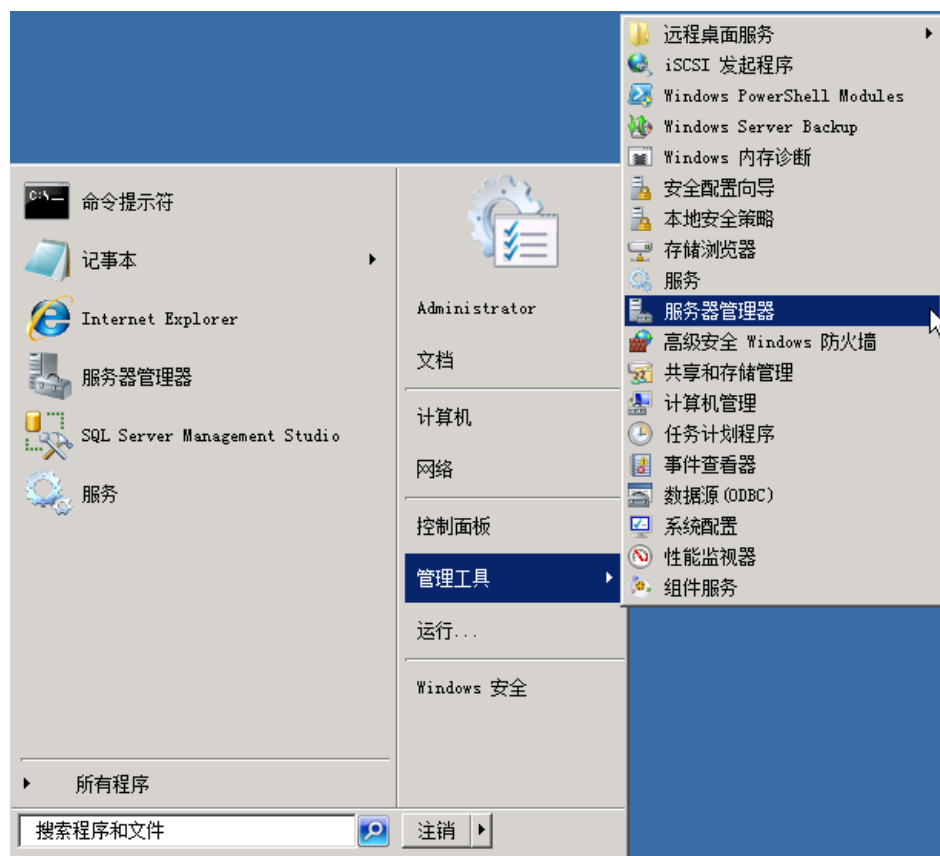 命令提示符
记事本
Internet Explorer
服务器管理器
SQL Server Management Studio
服务
所有程序
搜索程序和文件
Administrator
文档
计算机
网络
控制面板
管理工具
运行...
Windows 安全
注销
远程桌面服务
iSCSI 发起程序
Windows PowerShell Modules
Windows Server Backup
Windows 内存诊断
安全配置向导
本地安全策略
存储浏览器
服务
服务器管理器
高级安全 Windows 防火墙
共享和存储管理
计算机管理
任务计划程序
事件查看器
数据源(ODBC)
系统配置
性能监视器
组件服务